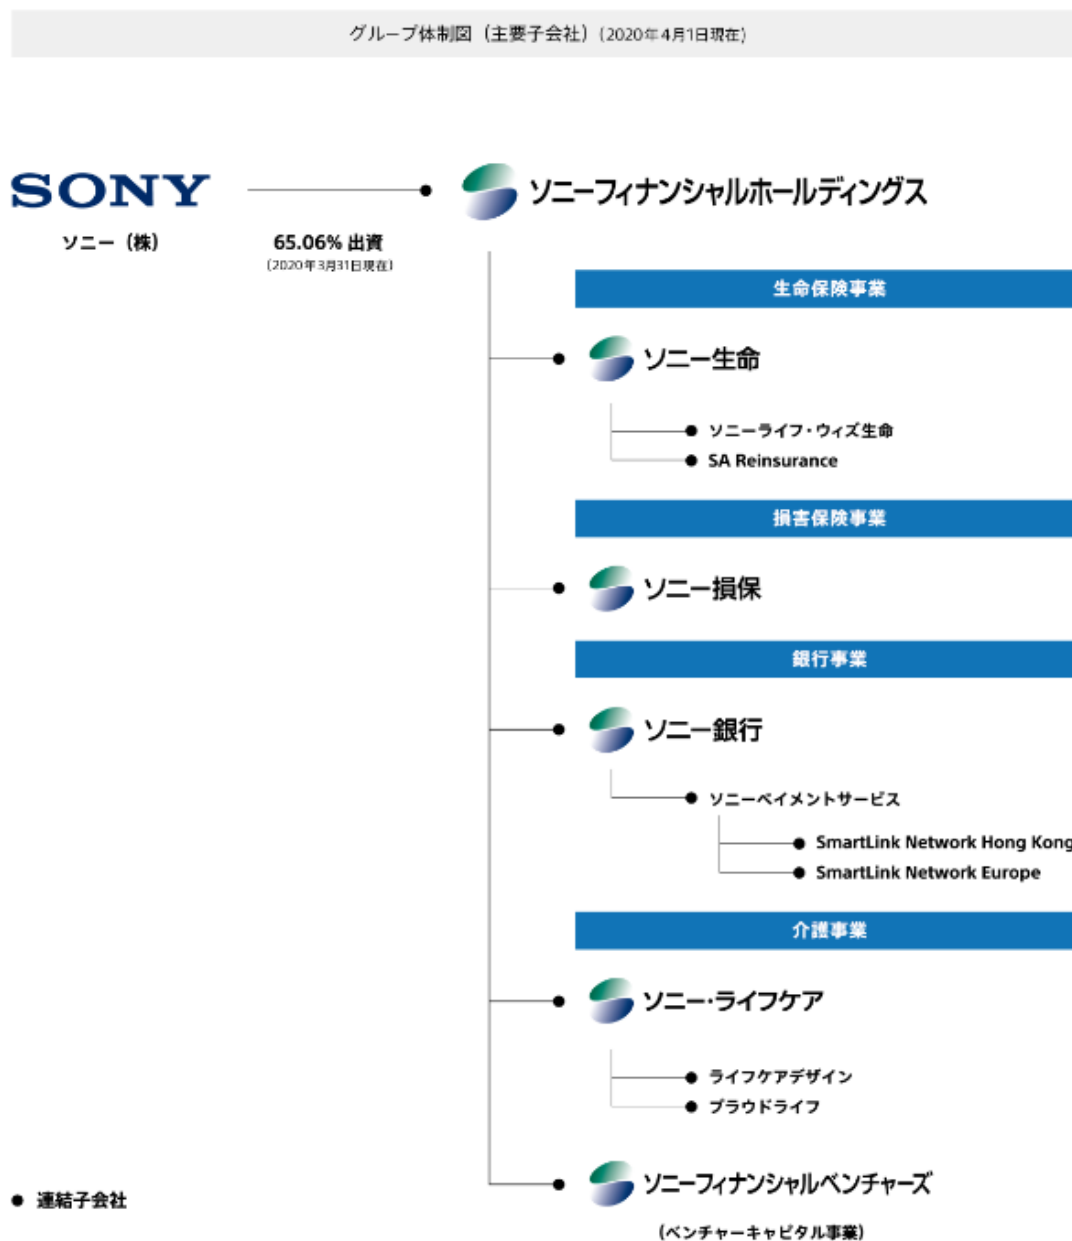 グループ体制図（主要子会社）(2020年4月1日現在)
SONY
ソニーフィナンシャルホールディングス
ソニー（株）
65.06% 出資
(2020年3月31日現在)
生命保険事業
ソニー生命
ソニーライフ・ウィズ生命
SA Reinsurance
損害保険事業
ソニー損保
銀行事業
ソニー銀行
ソニーペイメントサービス
SmartLink Network Hong Kong
SmartLink Network Europe
介護事業
ソニー・ライフケア
ライフケアデザイン
プラウドライフ
ソニーフィナンシャルベンチャーズ
(ベンチャーキャピタル事業)
● 連結子会社